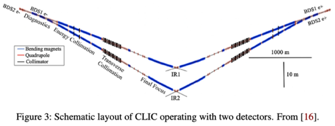 BDS1 e-
BDS2 e-
Diagnostics
Energy Collimation
Transverse
Collimation
Final Focus
BDS1 e+
BDS2 e+
Bending magnets
Quadrupole
Collimator
1000 m
10 m
IR1
IR2
Figure 3: Schematic layout of CLIC operating with two detectors. From [16].